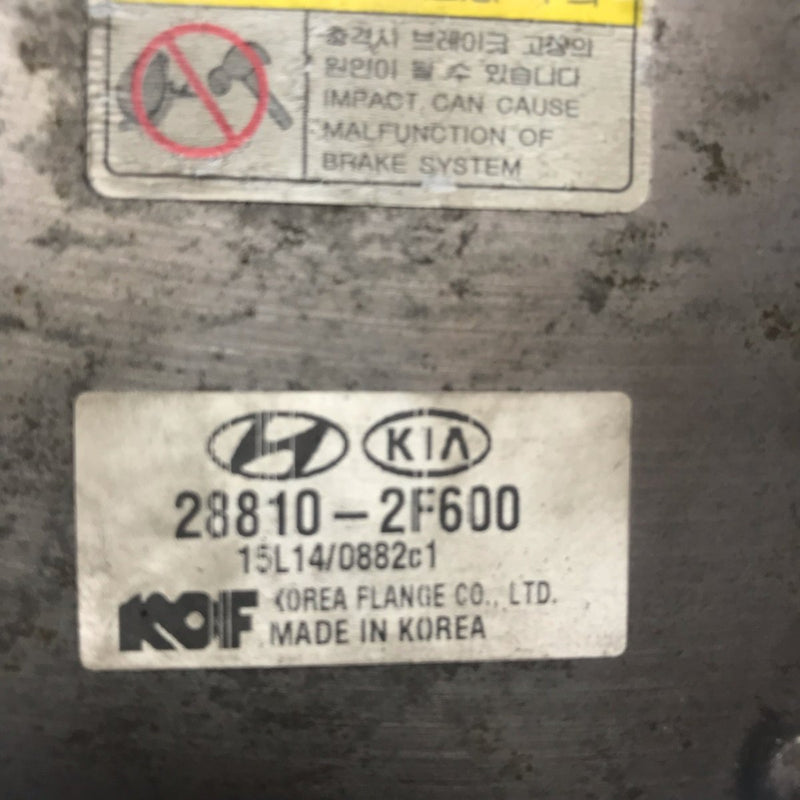 충격시 브레이크 고장의
원인이 될 수 있습니다
IMPACT CAN CAUSE
MALFUNCTION OF
BRAKE SYSTEM
KIA
28810-2F600
15L14/0882c1
KOF KOREA FLANGE CO., LTD.
MADE IN KOREA